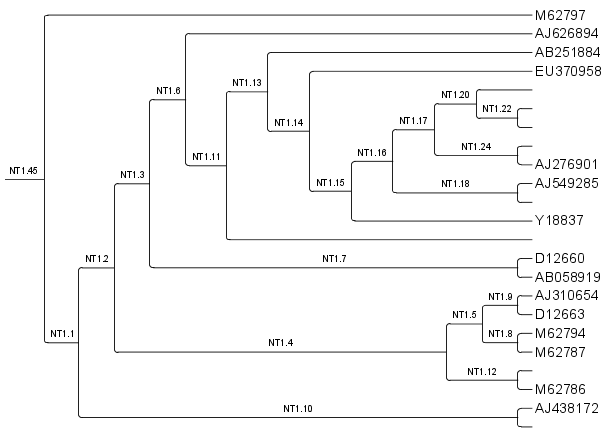 M62797
AJ626894
AB251884
EU370958
NT1.13
NT1.6
NT1.20
NT1.22
NT1.14
NT1.17
NT1.24
NT1.11
NT1.16
AJ276901
NT1.45
NT1.3
NT1.15
NT1.18
AJ549285
Y18837
NT1.2
NT1.7
D12660
AB058919
NT1.9
AJ310654
NT1.5
D12663
NT1.1
NT1.8
M62794
NT1.4
M62787
NT1.12
M62786
NT1.10
AJ438172